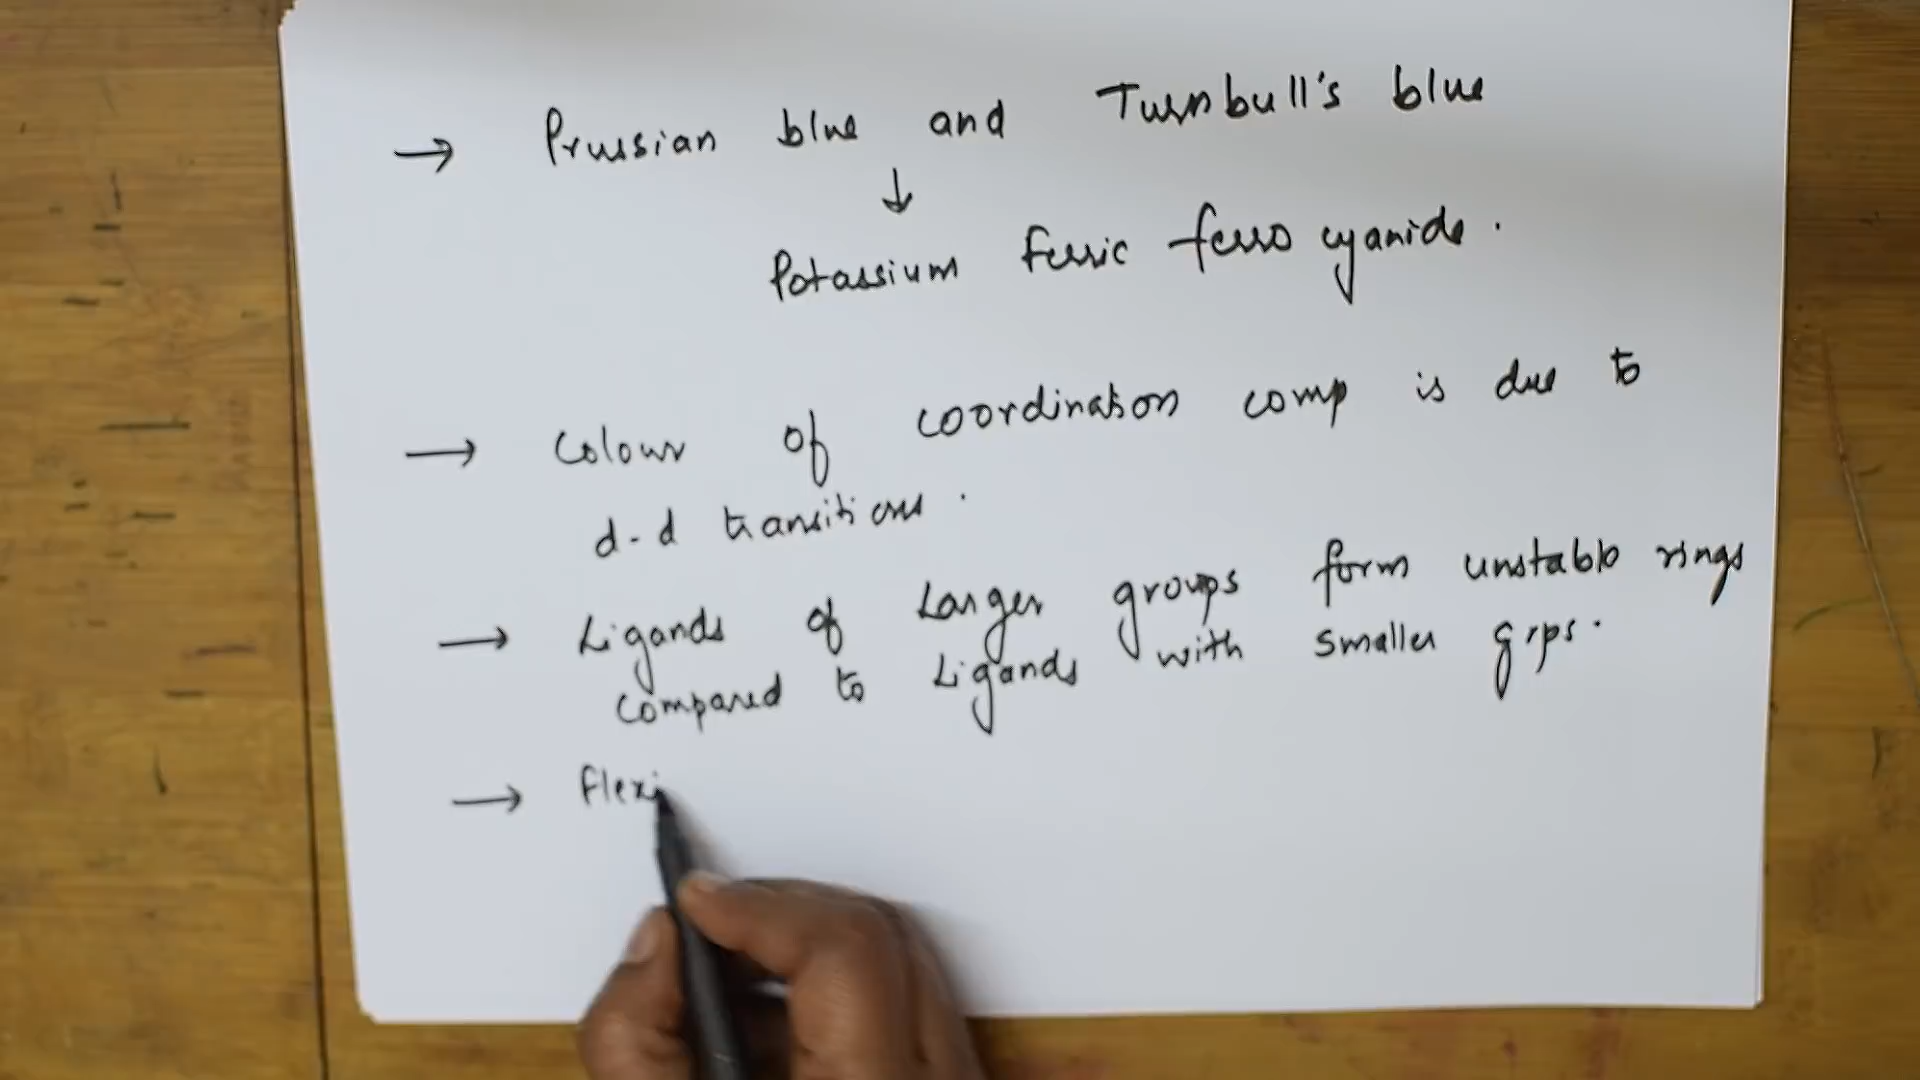 → Prussian blue and Turnbull's blue
↓
Potassium Ferric ferro cyanide.
→ Colour of coordination comp is due to
d-d transitions.
→ Ligands of Larger groups form unstable rings
compared to Ligands with smaller grps.
→ Flexi